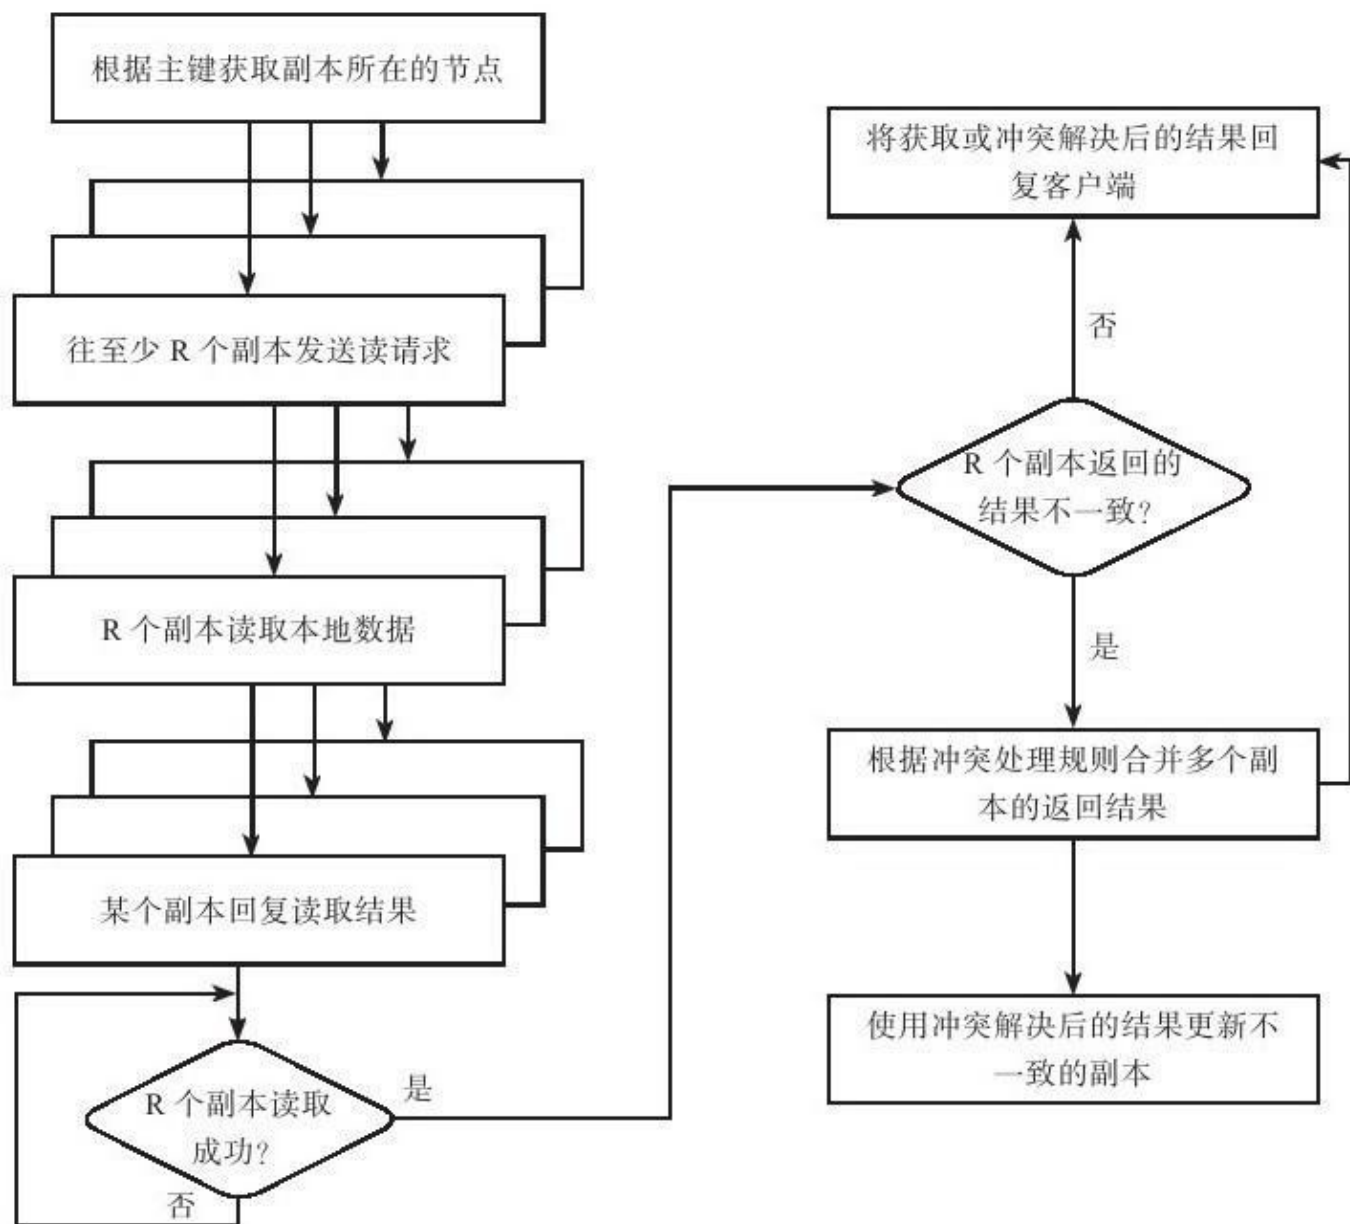 根据主键获取副本所在的节点
往至少 R 个副本发送读请求
R 个副本读取本地数据
某个副本回复读取结果
R 个副本读取
成功?
是
否
将获取或冲突解决后的结果回
复客户端
否
R 个副本返回的
结果不一致?
是
根据冲突处理规则合并多个副
本的返回结果
使用冲突解决后的结果更新不
一致的副本